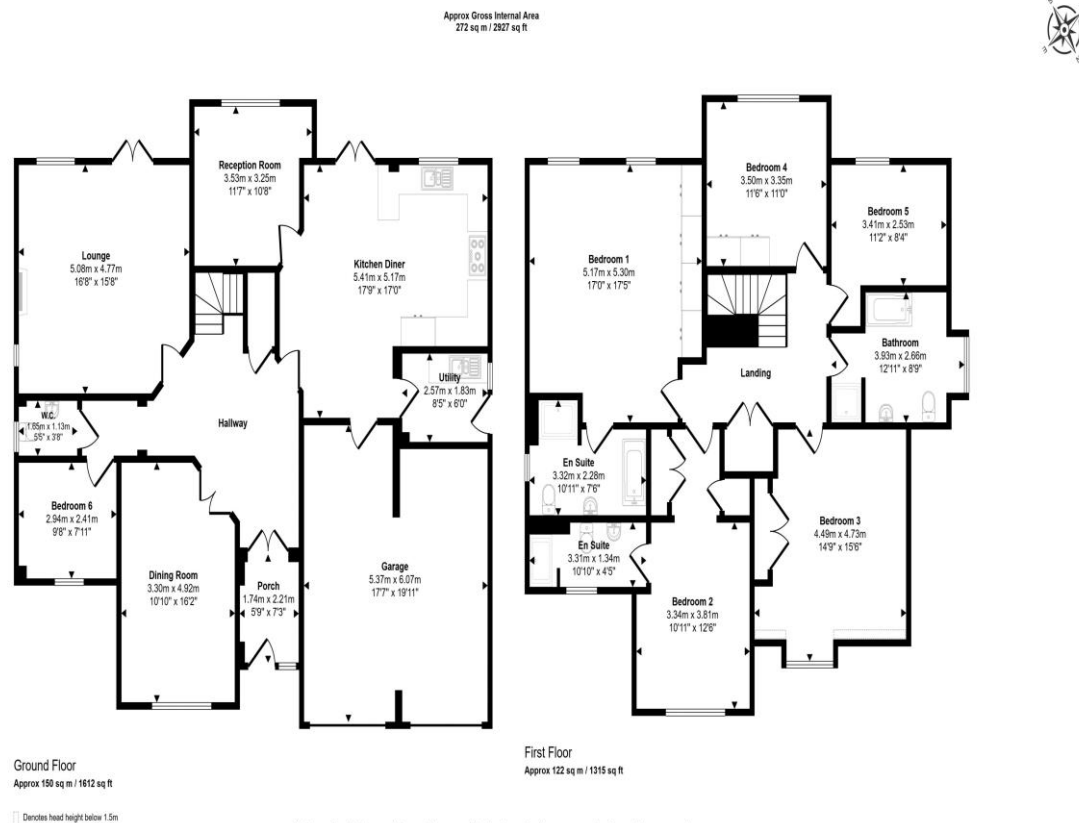 Approx Gross Internal Area
272 sq m / 2927 sq ft
Reception Room
3.53m x 3.25m
11'7" x 10'8"
Lounge
5.08m x 4.77m
16'8" x 15'8"
Kitchen Diner
5.41m x 5.17m
17'9" x 17'0"
Utility
2.57m x 1.83m
8'5" x 6'0"
W.C.
1.65m x 1.13m
5'5" x 3'8"
Hallway
Bedroom 6
2.94m x 2.41m
9'8" x 7'11"
Dining Room
3.30m x 4.92m
10'10" x 16'2"
Porch
1.74m x 2.21m
5'9" x 7'3"
Garage
5.37m x 6.07m
17'7" x 19'11"
Ground Floor
Approx 150 sq m / 1612 sq ft
Denotes head height below 1.5m
Bedroom 4
3.50m x 3.35m
11'6" x 11'0"
Bedroom 5
3.41m x 2.53m
11'2" x 8'4"
Bedroom 1
5.17m x 5.30m
17'0" x 17'5"
Bathroom
3.93m x 2.66m
12'11" x 8'9"
Landing
En Suite
3.32m x 2.28m
10'11" x 7'6"
En Suite
3.31m x 1.34m
10'10" x 4'5"
Bedroom 3
4.49m x 4.73m
14'9" x 15'6"
Bedroom 2
3.34m x 3.81m
10'11" x 12'6"
First Floor
Approx 122 sq m / 1315 sq ft